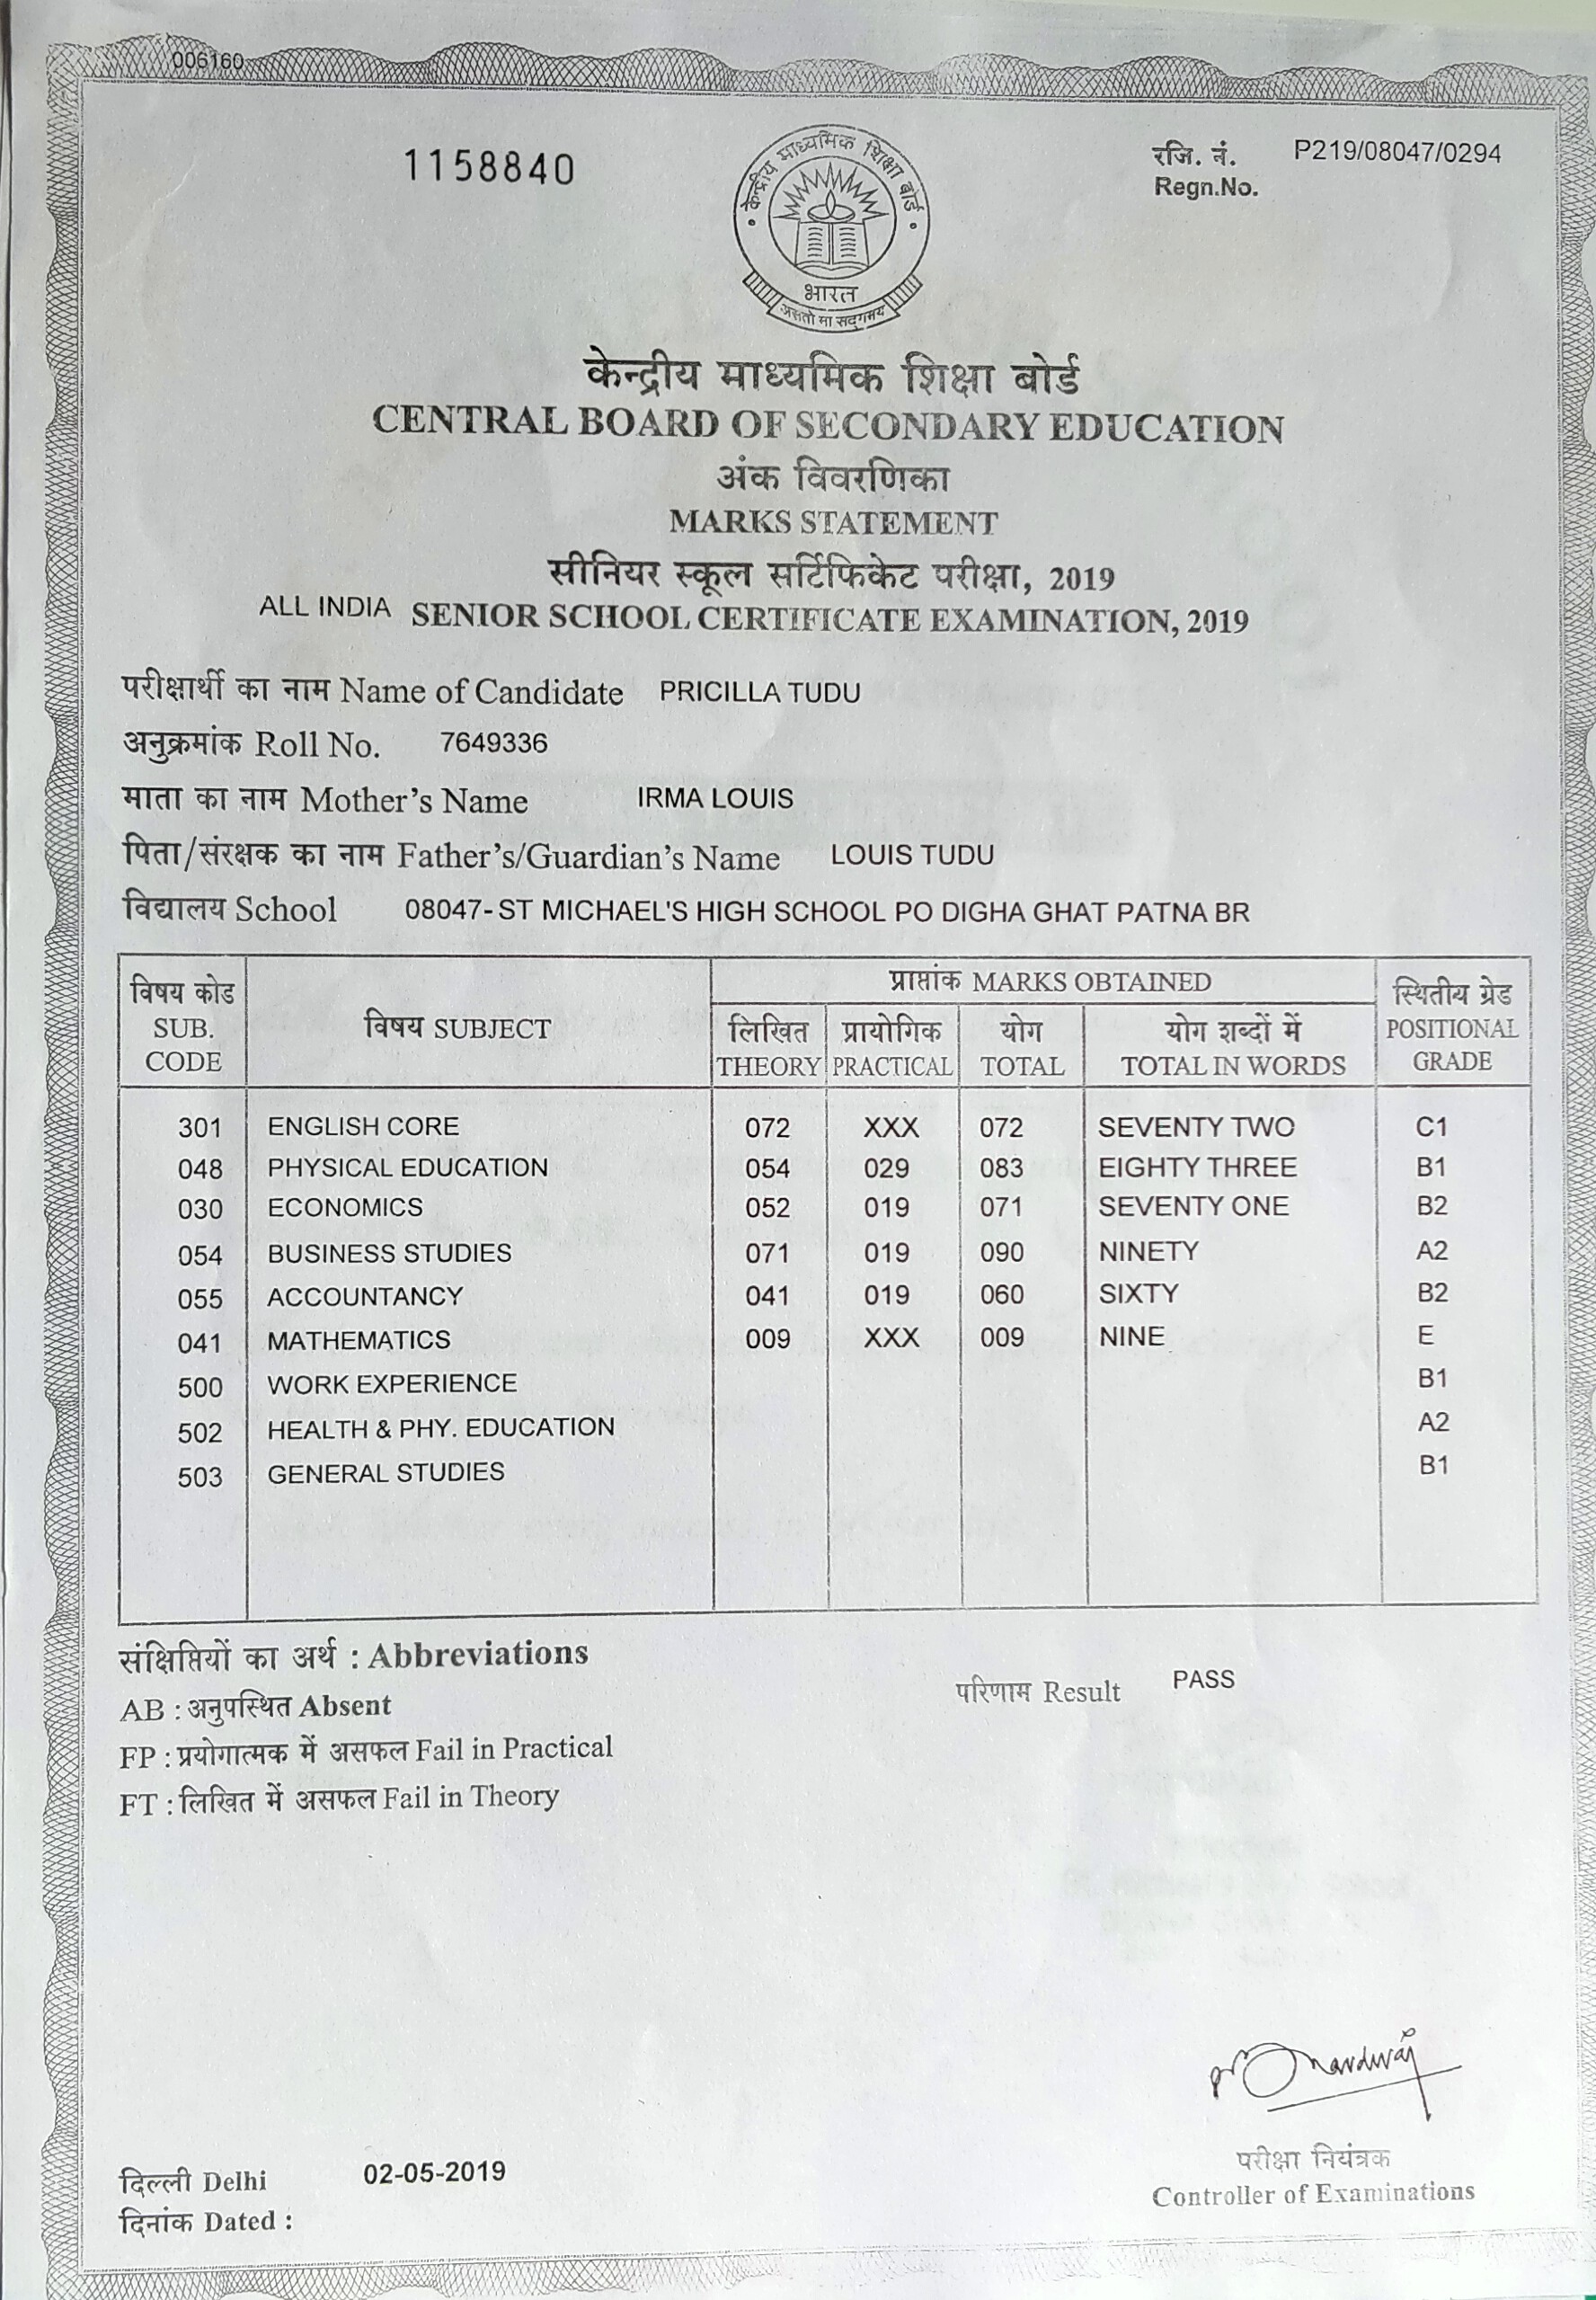 006160
1158840
रजि. नं. P219/08047/0294
Regn.No.
केन्द्रीय माध्यमिक शिक्षा बोर्ड
भारत
असतो मा सद्गमय
केन्द्रीय माध्यमिक शिक्षा बोर्ड
CENTRAL BOARD OF SECONDARY EDUCATION
अंक विवरणिका
MARKS STATEMENT
सीनियर स्कूल सर्टिफिकेट परीक्षा, 2019
ALL INDIA SENIOR SCHOOL CERTIFICATE EXAMINATION, 2019
परीक्षार्थी का नाम Name of Candidate PRICILLA TUDU
अनुक्रमांक Roll No. 7649336
माता का नाम Mother's Name IRMA LOUIS
पिता/संरक्षक का नाम Father's/Guardian's Name LOUIS TUDU
विद्यालय School 08047-ST MICHAEL'S HIGH SCHOOL PO DIGHA GHAT PATNA BR
विषय कोड SUB. CODE विषय SUBJECT प्राप्तांक MARKS OBTAINED स्थितीय ग्रेड POSITIONAL GRADE
लिखित THEORY प्रायोगिक PRACTICAL योग TOTAL योग शब्दों में TOTAL IN WORDS
301 ENGLISH CORE 072 XXX 072 SEVENTY TWO C1
048 PHYSICAL EDUCATION 054 029 083 EIGHTY THREE B1
030 ECONOMICS 052 019 071 SEVENTY ONE B2
054 BUSINESS STUDIES 071 019 090 NINETY A2
055 ACCOUNTANCY 041 019 060 SIXTY B2
041 MATHEMATICS 009 XXX 009 NINE E
500 WORK EXPERIENCE B1
502 HEALTH & PHY. EDUCATION A2
503 GENERAL STUDIES B1
संक्षिप्तियों का अर्थ : Abbreviations
परिणाम Result PASS
AB : अनुपस्थित Absent
FP : प्रयोगात्मक में असफल Fail in Practical
FT : लिखित में असफल Fail in Theory
परीक्षा नियंत्रक
Controller of Examinations
दिल्ली Delhi 02-05-2019
दिनांक Dated :